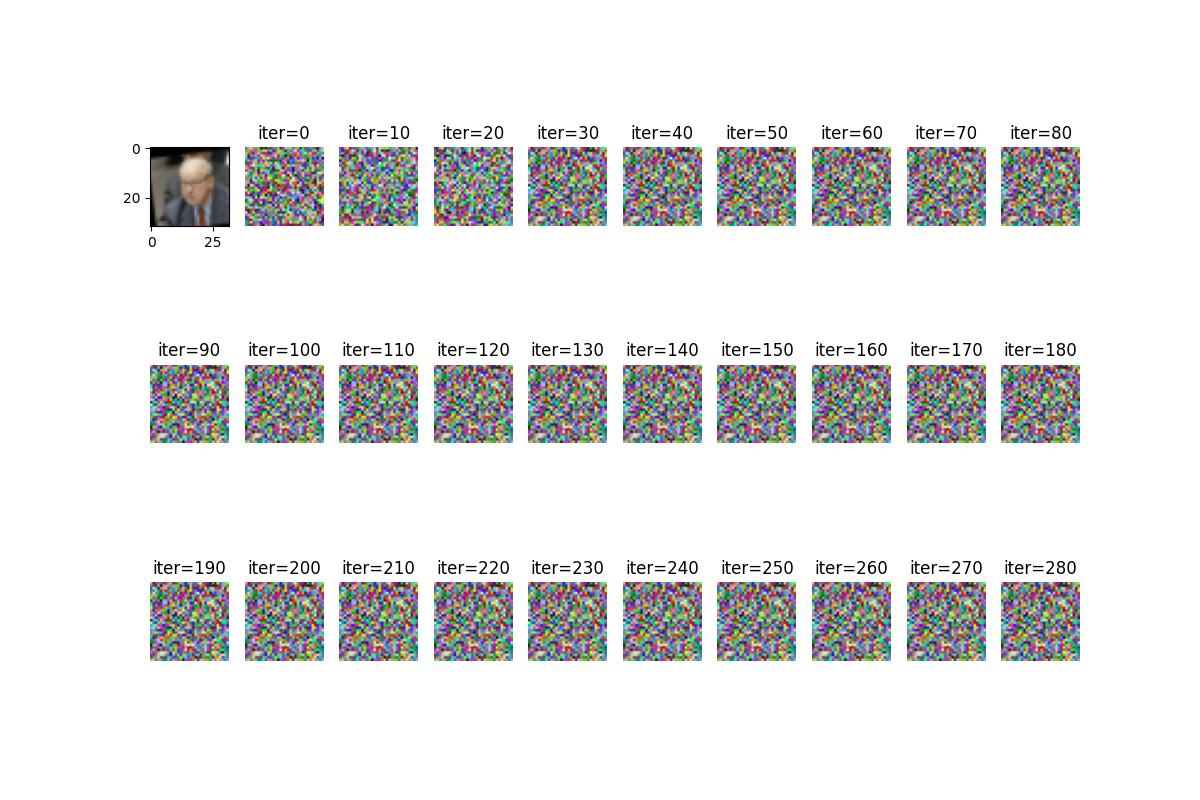 iter=0 iter=10 iter=20 iter=30 iter=40 iter=50 iter=60 iter=70 iter=80
0
20
0 25
iter=90 iter=100 iter=110 iter=120 iter=130 iter=140 iter=150 iter=160 iter=170 iter=180
iter=190 iter=200 iter=210 iter=220 iter=230 iter=240 iter=250 iter=260 iter=270 iter=280